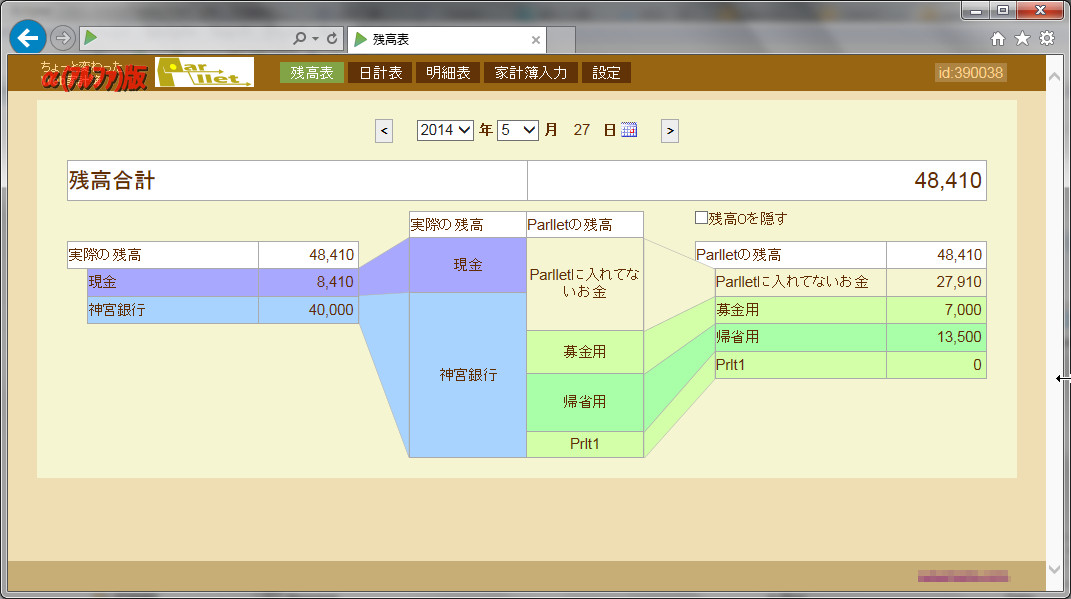 残高表
ちょっと変わった
α(ｱﾙﾌｧ)版
Parllet
残高表 日計表 明細表 家計簿入力 設定
id:390038
< 2014 年 5 月 27 日 >
残高合計 48,410
実際の残高 Parlletの残高
残高0を隠す
実際の残高 48,410
現金 8,410
神宮銀行 40,000
現金
神宮銀行
Parlletに入れてな
いお金
募金用
帰省用
Prlt1
Parlletの残高 48,410
Parlletに入れてないお金 27,910
募金用 7,000
帰省用 13,500
Prlt1 0